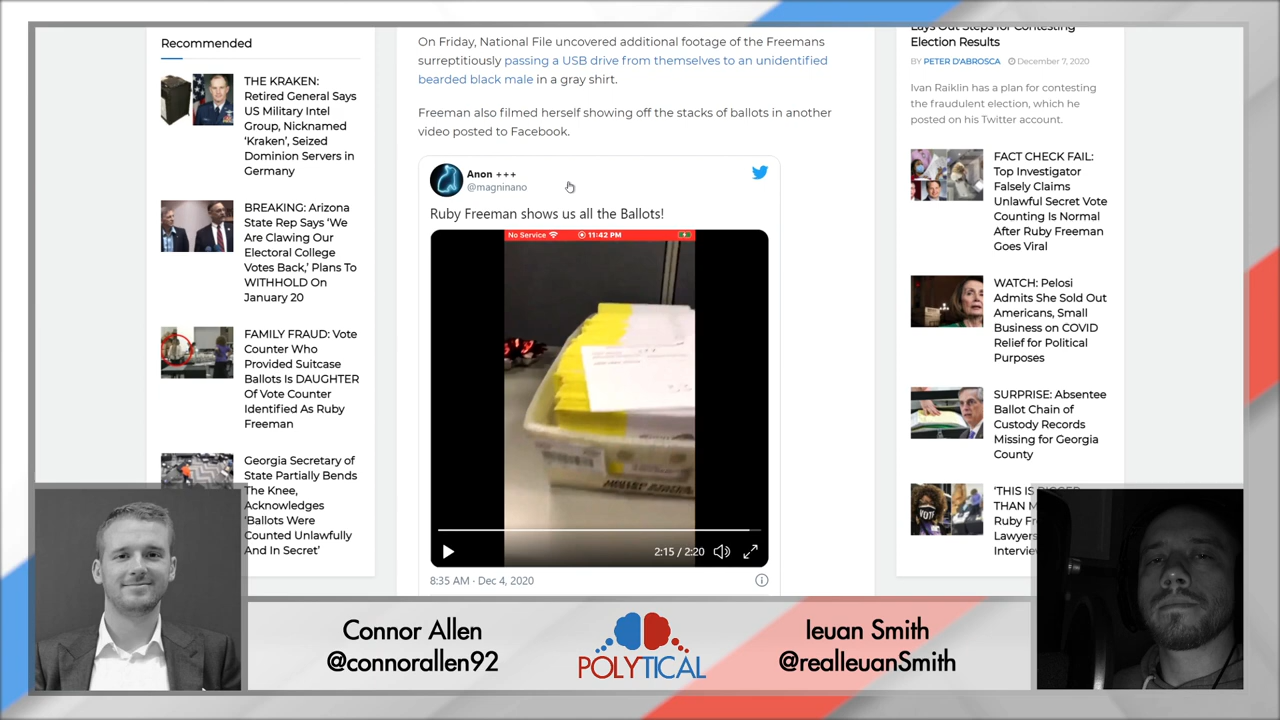 Recommended
THE KRAKEN:
Retired General Says
US Military Intel
Group, Nicknamed
‘Kraken’, Seized
Dominion Servers in
Germany
BREAKING: Arizona
State Rep Says ‘We
Are Clawing Our
Electoral College
Votes Back,’ Plans To
WITHHOLD On
January 20
FAMILY FRAUD: Vote
Counter Who
Provided Suitcase
Ballots Is DAUGHTER
Of Vote Counter
Identified As Ruby
Freeman
Georgia Secretary of
State Partially Bends
The Knee,
Acknowledges
‘Ballots Were
Counted Unlawfully
And In Secret’
On Friday, National File uncovered additional footage of the Freemans
surreptitiously passing a USB drive from themselves to an unidentified
bearded black male in a gray shirt.
Freeman also filmed herself showing off the stacks of ballots in another
video posted to Facebook.
Anon +++
@magninano
Ruby Freeman shows us all the Ballots!
No Service 11:42 PM
2:15 / 2:20
8:35 AM · Dec 4, 2020
Lays Out Steps for Contesting
Election Results
BY PETER D'ABROSCA December 7, 2020
Ivan Raiklin has a plan for contesting
the fraudulent election, which he
posted on his Twitter account.
FACT CHECK FAIL:
Top Investigator
Falsely Claims
Unlawful Secret Vote
Counting Is Normal
After Ruby Freeman
Goes Viral
WATCH: Pelosi
Admits She Sold Out
Americans, Small
Business on COVID
Relief for Political
Purposes
SURPRISE: Absentee
Ballot Chain of
Custody Records
Missing for Georgia
County
VOTE
‘THIS IS BIGGER
THAN
Ruby
Lawyers
Connor Allen
@connorallen92
POLYTICAL
Ieuan Smith
@realIeuanSmith